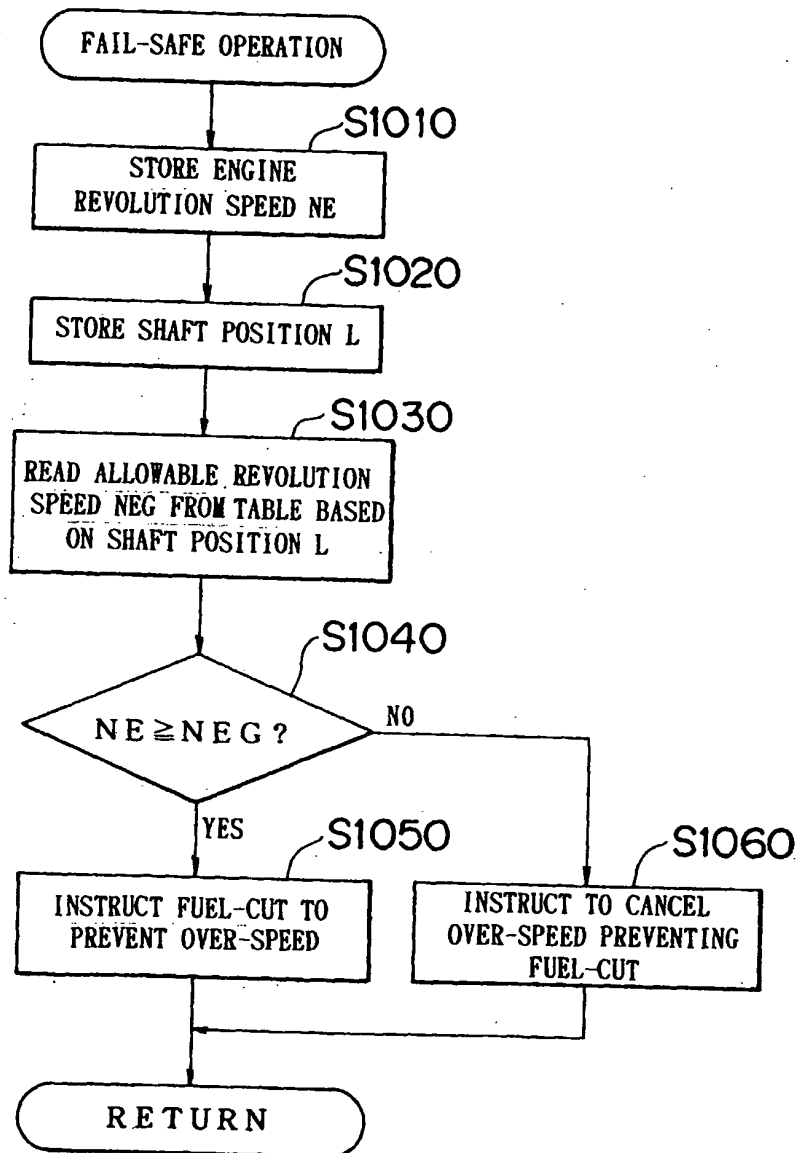 FAIL-SAFE OPERATION
S1010
STORE ENGINE
REVOLUTION SPEED NE
S1020
STORE SHAFT POSITION L
S1030
READ ALLOWABLE REVOLUTION
SPEED NEG FROM TABLE BASED
ON SHAFT POSITION L
S1040
NE≧NEG?
NO
YES
S1050
INSTRUCT FUEL-CUT TO
PREVENT OVER-SPEED
S1060
INSTRUCT TO CANCEL
OVER-SPEED PREVENTING
FUEL-CUT
RETURN